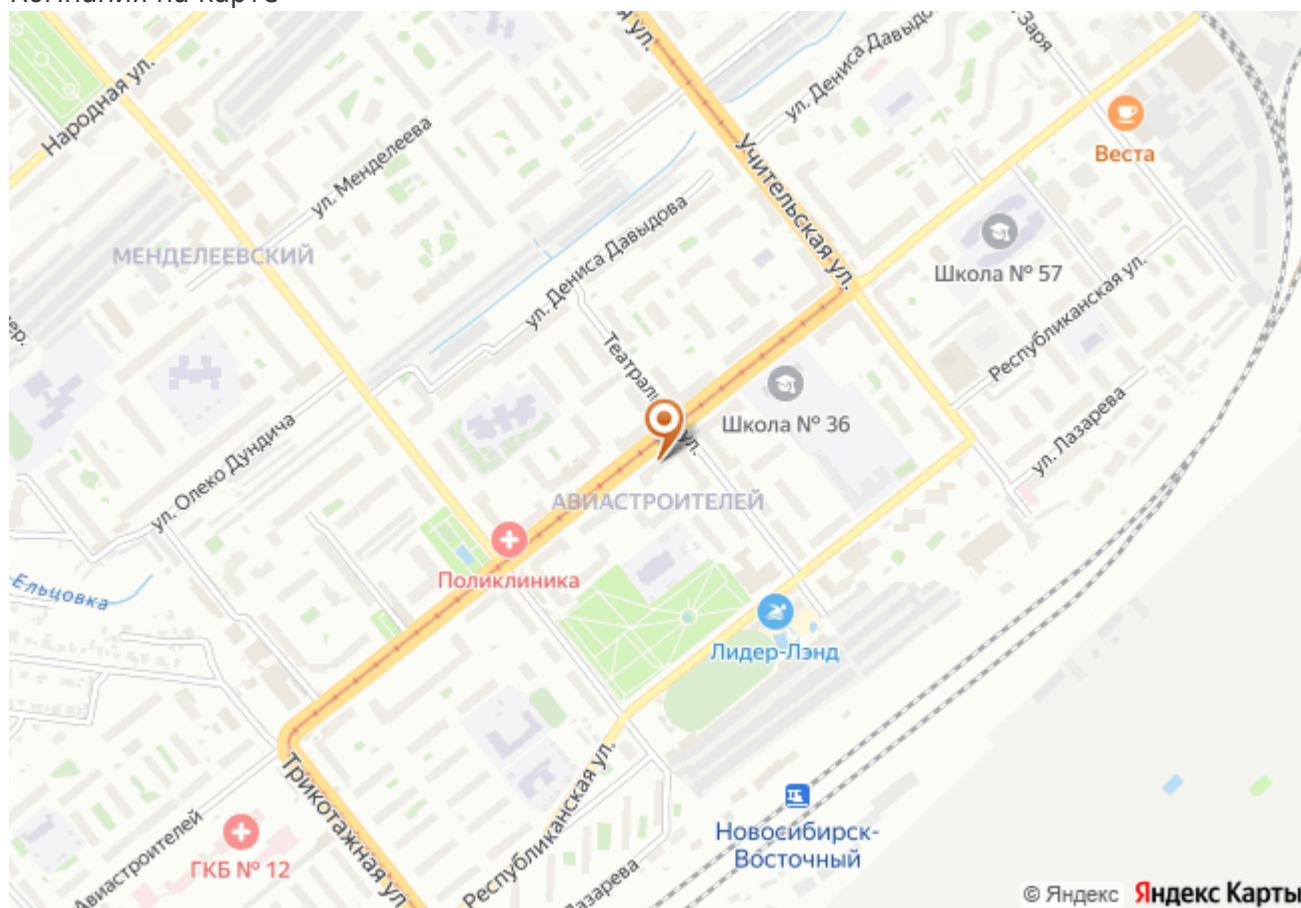 Компания на карте
Народная ул.
ул. Менделеева
МЕНДЕЛЕЕВСКИЙ
ул. Дениса Давыдова
Заря
Учительская ул.
Веста
Школа № 57
ул. Дениса Давыдова
Республиканская ул.
Школа № 36
ул. Лазарева
ул. Олеко Дундича
АВИАСТРОИТЕЛЕЙ
Поликлиника
Лидер-Лэнд
Трикотажная ул.
Республиканская ул.
ГКБ № 12
Авиастроителей
Лазарева
Новосибирск-
Восточный
© Яндекс Яндекс Карты